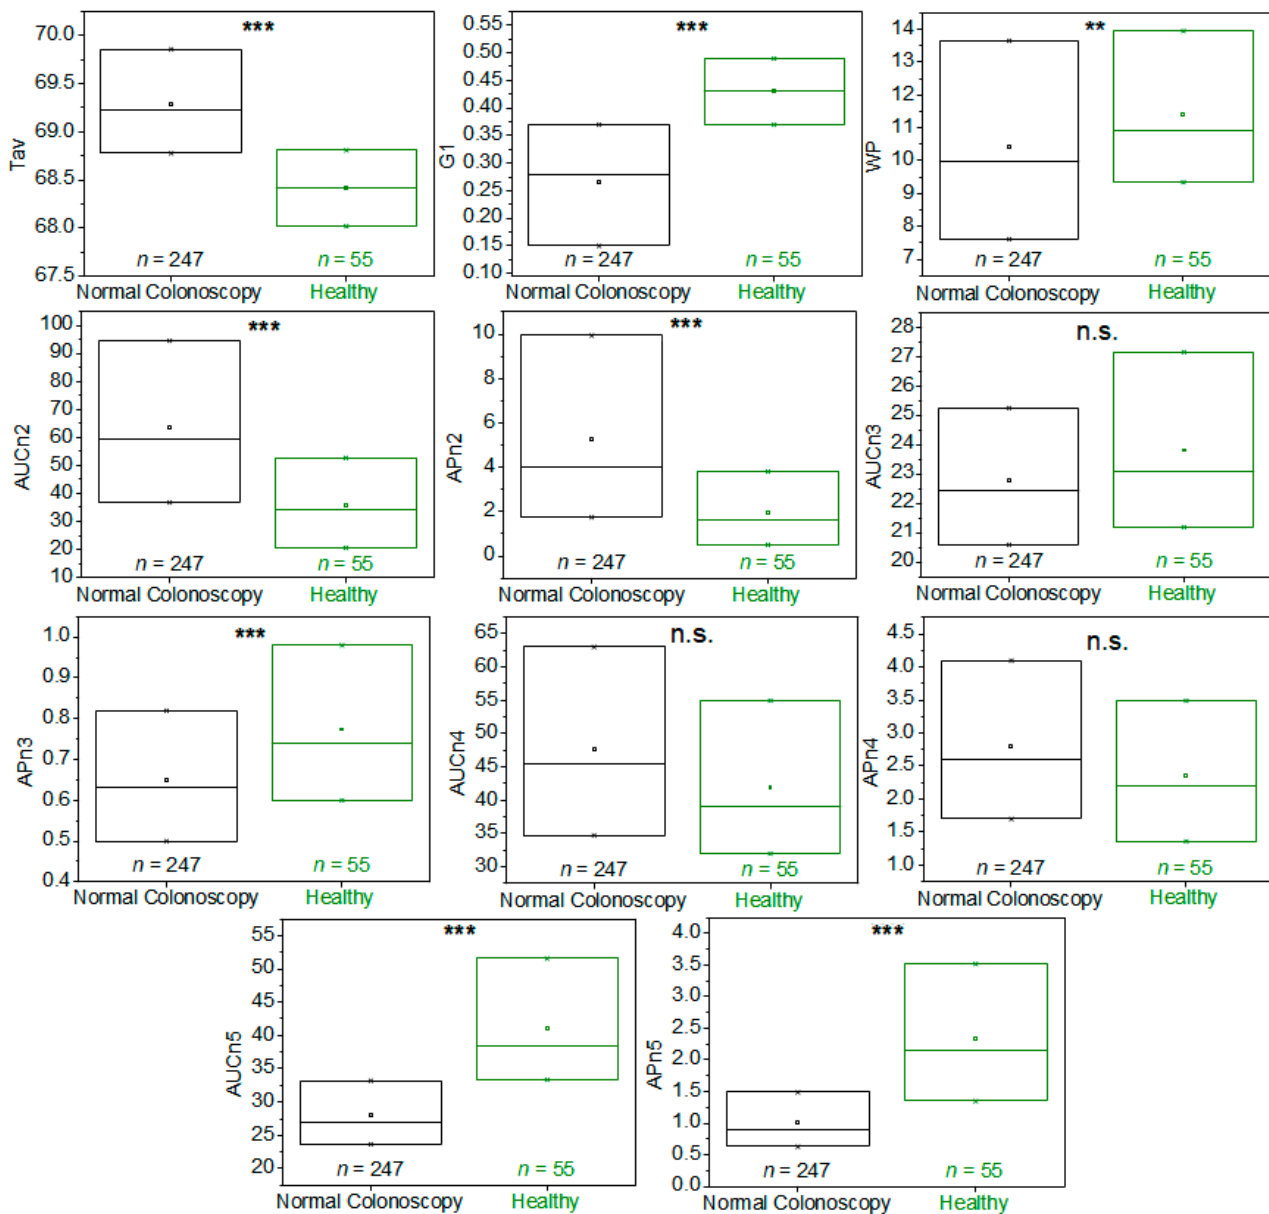 Tav
70.0
69.5
69.0
68.5
68.0
67.5
***
n = 247
n = 55
Normal Colonoscopy
Healthy
G1
0.55
0.50
0.45
0.40
0.35
0.30
0.25
0.20
0.15
0.10
***
n = 247
n = 55
Normal Colonoscopy
Healthy
WP
14
13
12
11
10
9
8
7
**
n = 247
n = 55
Normal Colonoscopy
Healthy
AUCn2
100
90
80
70
60
50
40
30
20
10
***
n = 247
n = 55
Normal Colonoscopy
Healthy
APn2
10
8
6
4
2
0
***
n = 247
n = 55
Normal Colonoscopy
Healthy
AUCn3
28
27
26
25
24
23
22
21
20
n.s.
n = 247
n = 55
Normal Colonoscopy
Healthy
APn3
1.0
0.9
0.8
0.7
0.6
0.5
0.4
***
n = 247
n = 55
Normal Colonoscopy
Healthy
AUCn4
65
60
55
50
45
40
35
30
n.s.
n = 247
n = 55
Normal Colonoscopy
Healthy
APn4
4.5
4.0
3.5
3.0
2.5
2.0
1.5
1.0
n.s.
n = 247
n = 55
Normal Colonoscopy
Healthy
AUCn5
55
50
45
40
35
30
25
20
***
n = 247
n = 55
Normal Colonoscopy
Healthy
APn5
4.0
3.5
3.0
2.5
2.0
1.5
1.0
0.5
0.0
***
n = 247
n = 55
Normal Colonoscopy
Healthy